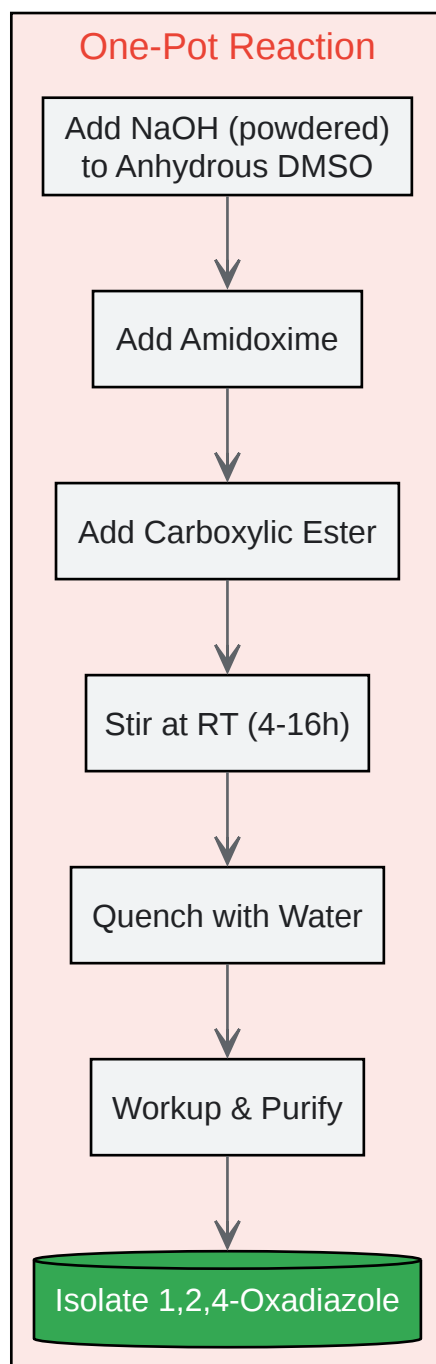 One-Pot Reaction
Add NaOH (powdered)
to Anhydrous DMSO
Add Amidoxime
Add Carboxylic Ester
Stir at RT (4-16h)
Quench with Water
Workup & Purify
Isolate 1,2,4-Oxadiazole